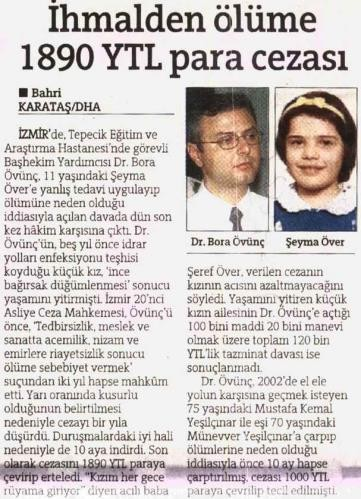 İhmalden ölüme
1890 YTL para cezası
■ Bahri
KARATAŞ/DHA
İZMİR'de, Tepecik Eğitim ve
Araştırma Hastanesi'nde görevli
Başhekim Yardımcısı Dr. Bora
Övünç, 11 yaşındaki Şeyma
Över'e yanlış tedavi uygulayıp
ölümüne neden olduğu
iddiasıyla açılan davada dün son
kez hâkim karşısına çıktı. Dr.
Övünç'ün, beş yıl önce idrar
yolları enfeksiyonu teşhisi
koyduğu küçük kız, 'ince
bağırsak düğümlenmesi' sonucu
yaşamını yitirmişti. İzmir 20'nci
Asliye Ceza Mahkemesi, Övünç'ü
önce, 'Tedbirsizlik, meslek ve
sanatta acemilik, nizam ve
emirlere riayetsizlik sonucu
ölüme sebebiyet vermek'
suçundan iki yıl hapse mahkûm
etti. Yarı oranında kusurlu
olduğunun belirtilmesi
nedeniyle cezayı bir yıla
düşürdü. Duruşmalardaki iyi hali
nedeniyle de 10 aya indirdi. Son
olarak cezasını 1890 YTL paraya
çevirip erteledi. "Kızım her gece
rüyama giriyor" diyen acılı baba
Dr. Bora Övünç
Şeyma Över
Şeref Över, verilen cezanın
kızının acısını azaltmayacağını
söyledi. Yaşamını yitiren küçük
kızın ailesinin Dr. Övünç'e açtığı
100 bini maddi 20 bini manevi
olmak üzere toplam 120 bin
YTL'lik tazminat davası ise
sonuçlanmadı.
Dr. Övünç, 2002'de el ele
yolun karşısına geçmek isteyen
75 yaşındaki Mustafa Kemal
Yeşilçınar ile eşi 70 yaşındaki
Münevver Yeşilçınar'a çarpıp
ölümlerine neden olduğu
iddiasıyla önce 10 ay hapse
çarptırılmış, cezası 1000 YTL
paraya çevrilip tecil edilmişti.